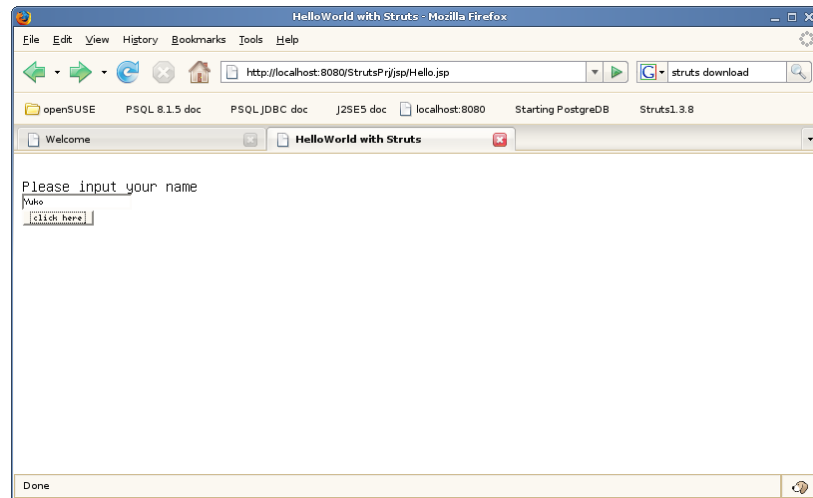 HelloWorld with Struts - Mozilla Firefox
File Edit View History Bookmarks Tools Help
http://localhost:8080/StrutsPrj/jsp/Hello.jsp G struts download
openSUSE PSQL 8.1.5 doc PSQL JDBC doc J2SE5 doc localhost:8080 Starting PostgreDB Struts1.3.8
Welcome HelloWorld with Struts
Please input your name
Yuko
click here
Done